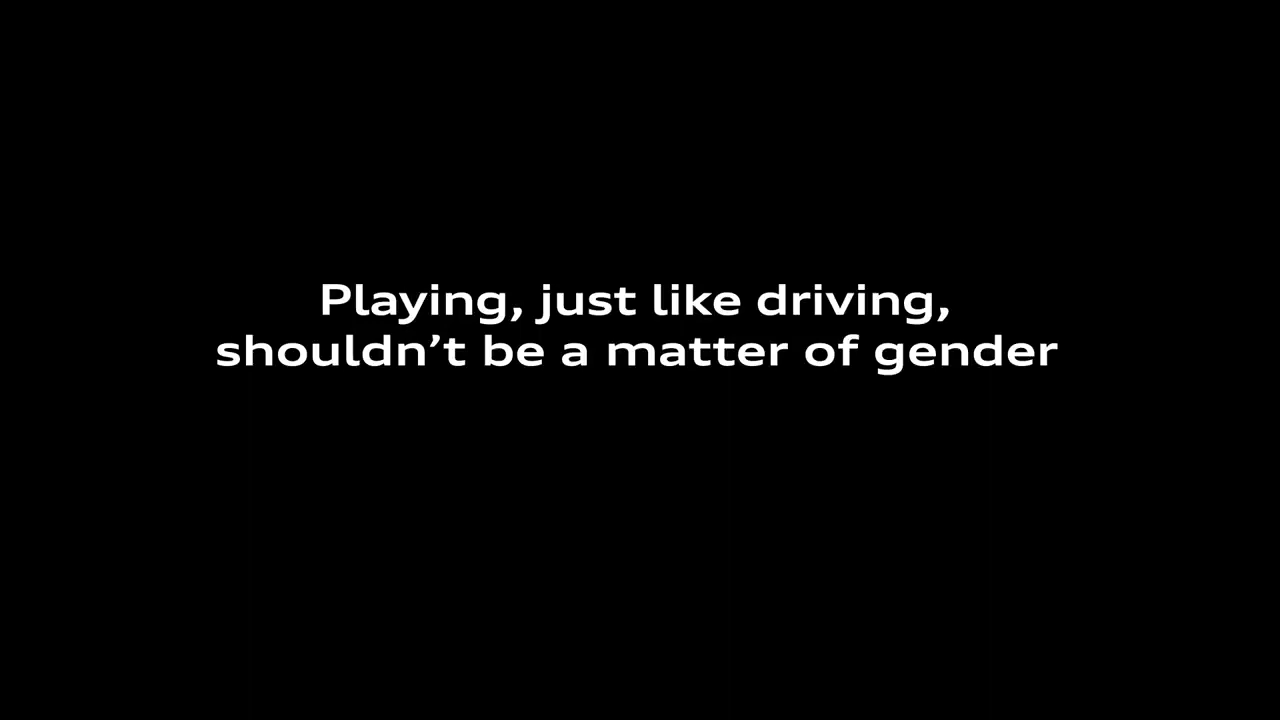 Playing, just like driving,
shouldn’t be a matter of gender